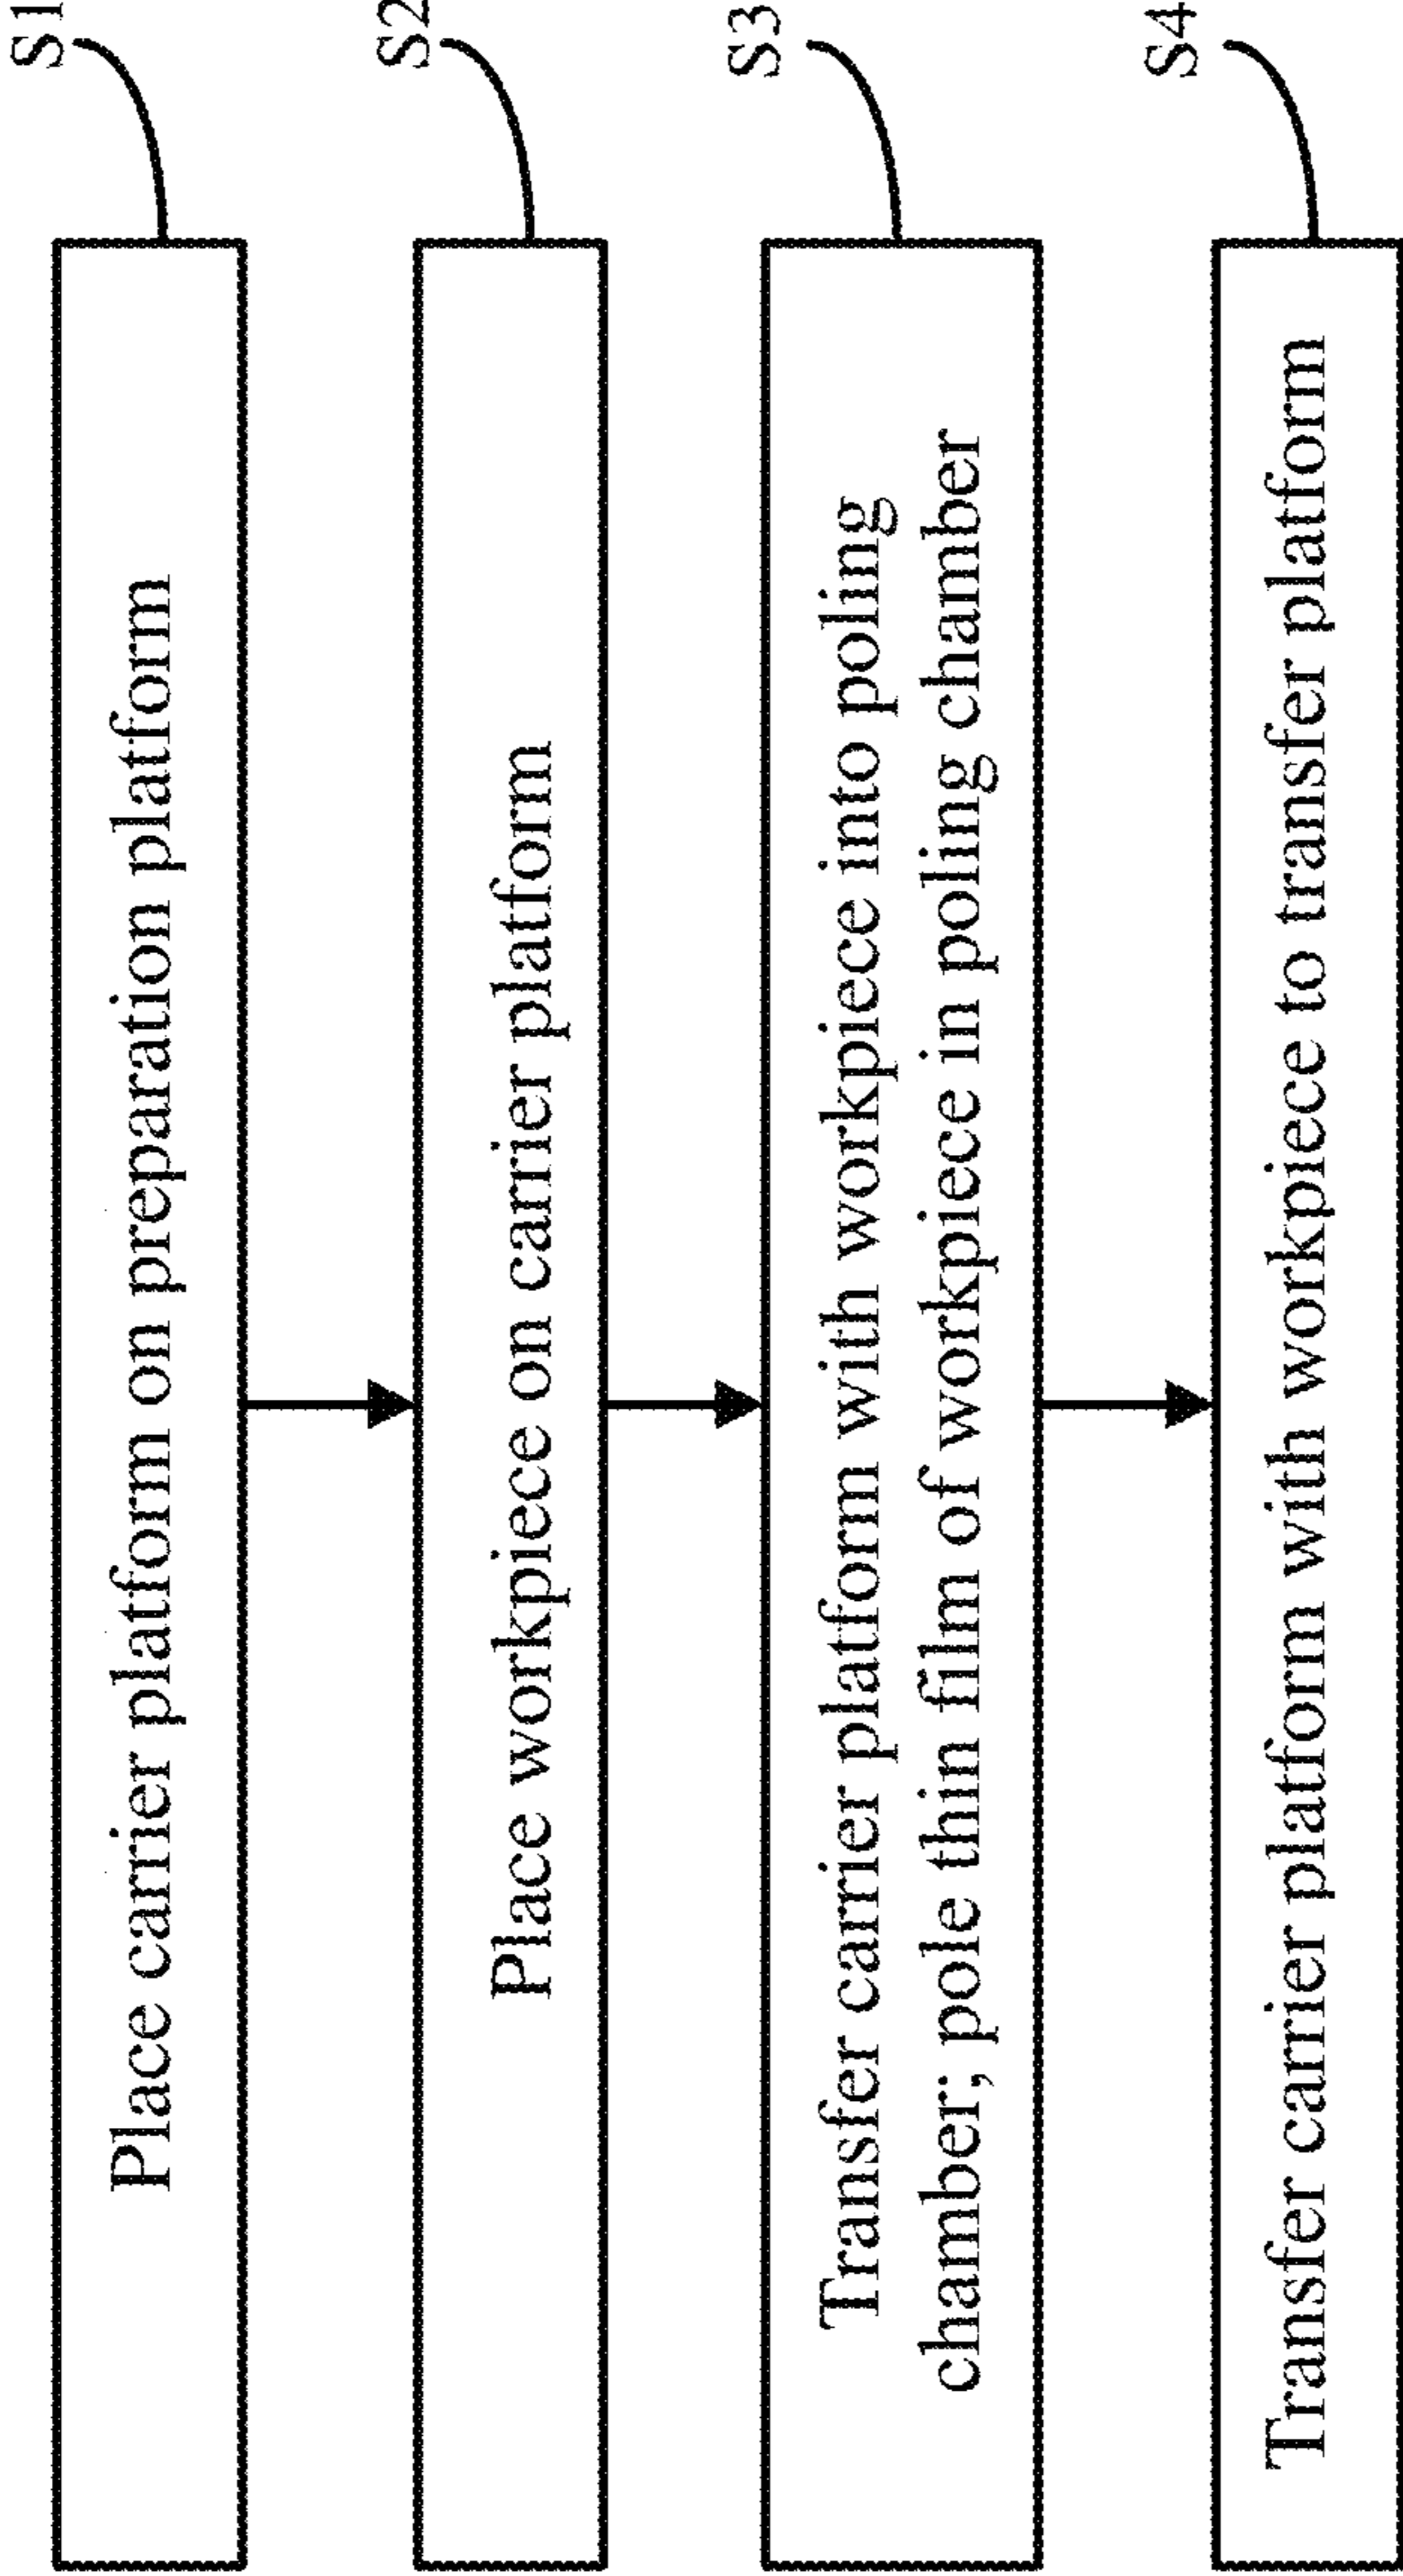 S1
Place carrier platform on preparation platform
S2
Place workpiece on carrier platform
S3
Transfer carrier platform with workpiece into poling
chamber; pole thin film of workpiece in poling chamber
S4
Transfer carrier platform with workpiece to transfer platform